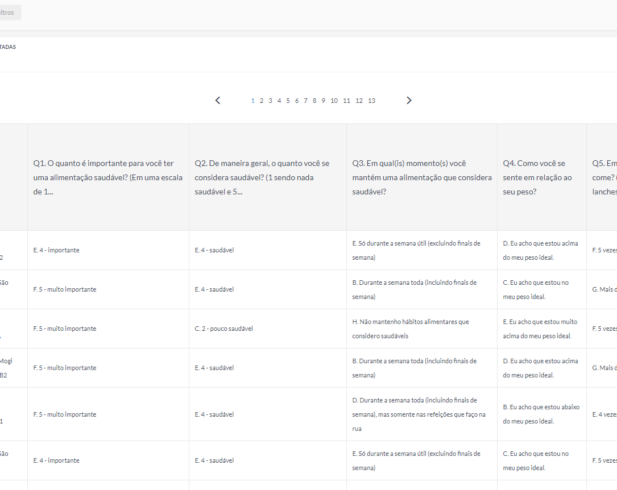 ltros
TADAS
1 2 3 4 5 6 7 8 9 10 11 12 13
Q1. O quanto é importante para você ter
uma alimentação saudável? (Em uma escala
de 1...
Q2. De maneira geral, o quanto você se
considera saudável? (1 sendo nada
saudável e 5...
Q3. Em qual(is) momento(s) você
mantém uma alimentação que considera
saudável?
Q4. Como você se
sente em relação ao
seu peso?
Q5. Em
come? (
lanches
2
E. 4 - importante
E. 4 - saudável
E. Só durante a semana útil (excluindo finais de
semana)
D. Eu acho que estou acima
do meu peso ideal.
F. 5 vezes
São
F. 5 - muito importante
E. 4 - saudável
B. Durante a semana toda (incluindo finais de
semana)
C. Eu acho que estou no
meu peso ideal.
G. Mais d
F. 5 - muito importante
C. 2 - pouco saudável
H. Não mantenho hábitos alimentares que
considero saudáveis
E. Eu acho que estou muito
acima do meu peso ideal.
F. 5 vezes
Mogi
B2
F. 5 - muito importante
E. 4 - saudável
B. Durante a semana toda (incluindo finais de
semana)
D. Eu acho que estou acima
do meu peso ideal.
G. Mais d
1
F. 5 - muito importante
E. 4 - saudável
D. Durante a semana toda (incluindo finais de
semana), mas somente nas refeições que faço na
rua
B. Eu acho que estou abaixo
do meu peso ideal.
E. 4 vezes
São
E. 4 - importante
E. 4 - saudável
E. Só durante a semana útil (excluindo finais de
semana)
C. Eu acho que estou no
meu peso ideal.
F. 5 vezes